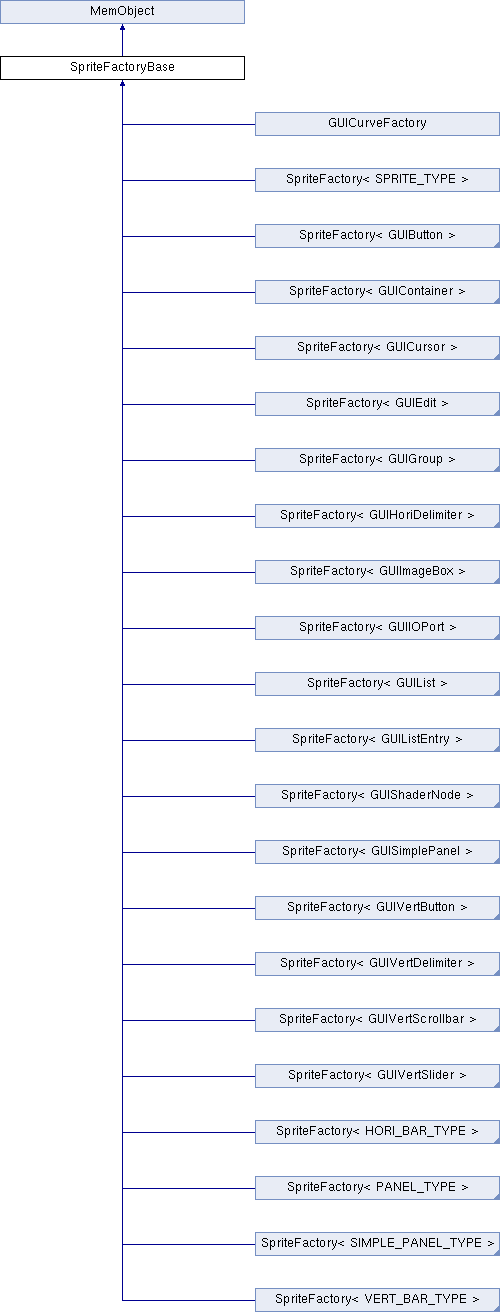 MemObject
SpriteFactoryBase
GUICurveFactory
SpriteFactory< SPRITE_TYPE >
SpriteFactory< GUIButton >
SpriteFactory< GUIContainer >
SpriteFactory< GUICursor >
SpriteFactory< GUIEdit >
SpriteFactory< GUIGroup >
SpriteFactory< GUIHoriDelimiter >
SpriteFactory< GUIImageBox >
SpriteFactory< GUIIOPort >
SpriteFactory< GUIList >
SpriteFactory< GUIListEntry >
SpriteFactory< GUIShaderNode >
SpriteFactory< GUISimplePanel >
SpriteFactory< GUIVertButton >
SpriteFactory< GUIVertDelimiter >
SpriteFactory< GUIVertScrollbar >
SpriteFactory< GUIVertSlider >
SpriteFactory< HORI_BAR_TYPE >
SpriteFactory< PANEL_TYPE >
SpriteFactory< SIMPLE_PANEL_TYPE >
SpriteFactory< VERT_BAR_TYPE >